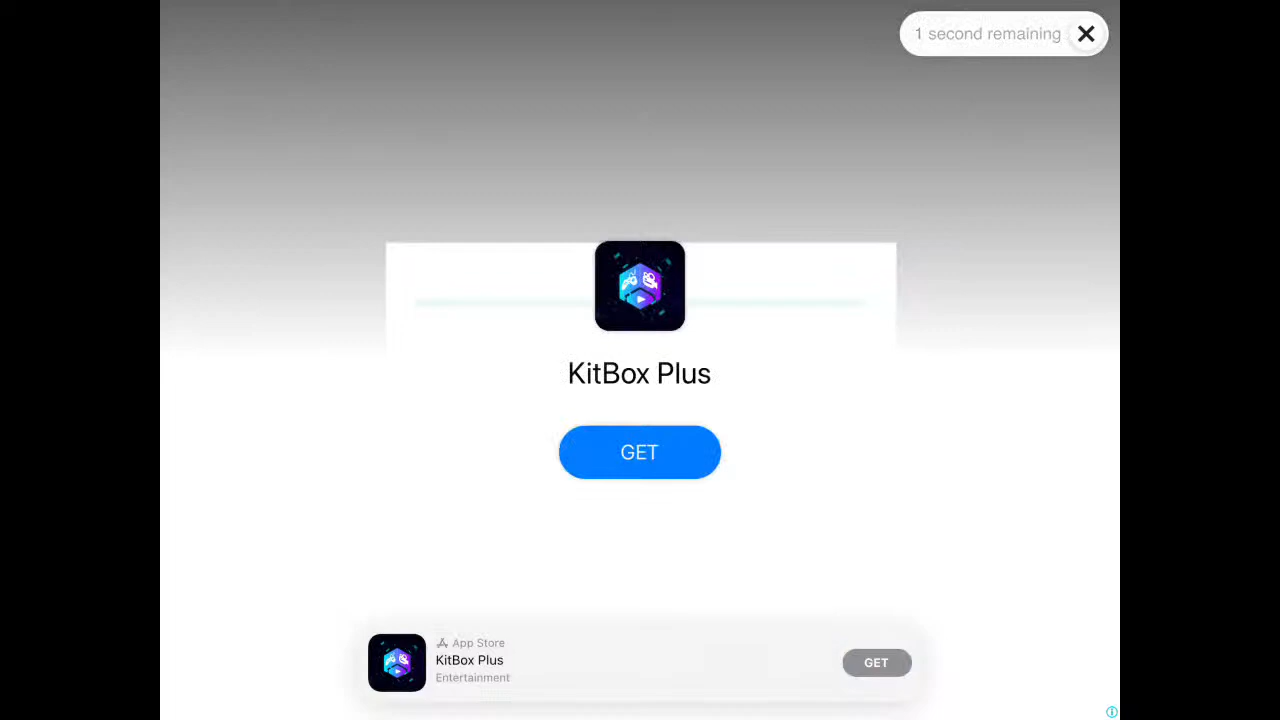 1 second remaining
KitBox Plus
GET
App Store
KitBox Plus
Entertainment
GET